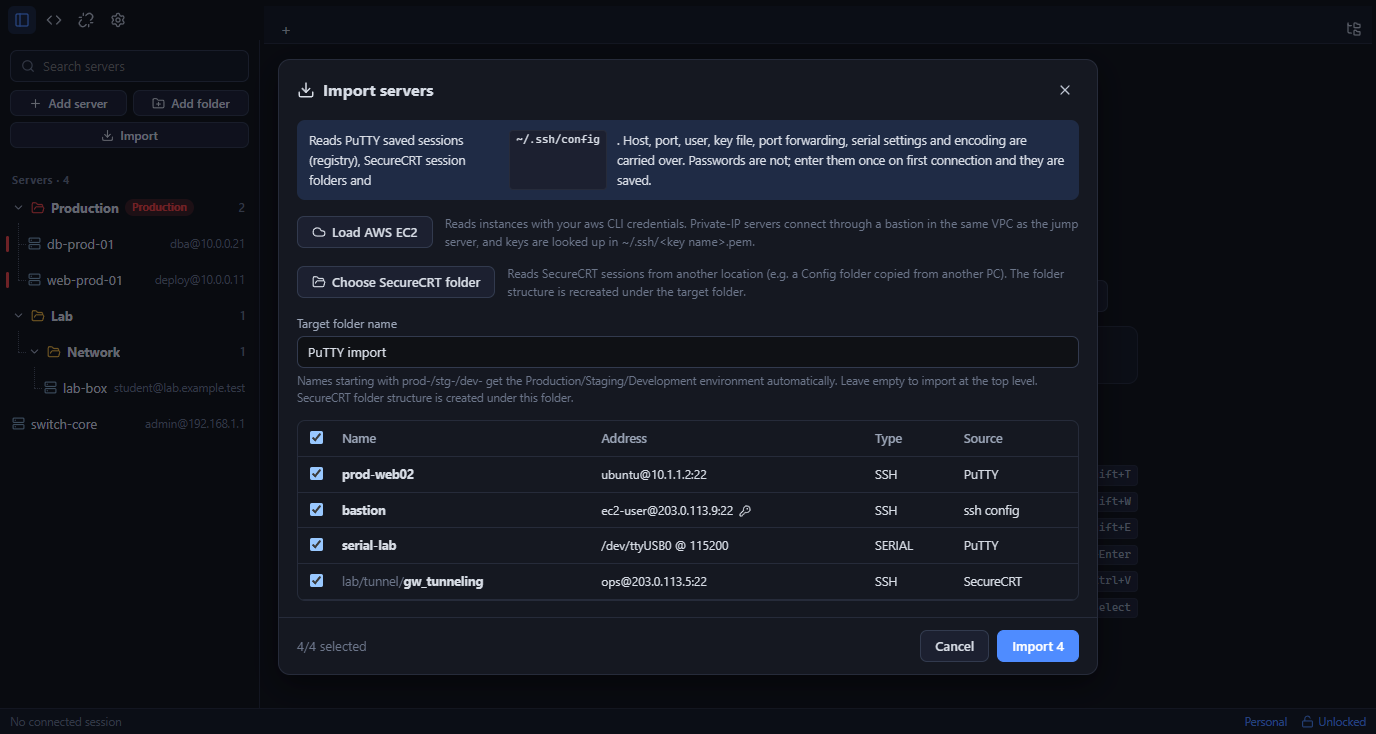 Search servers
Add server
Add folder
Import
Servers · 4
Production Production 2
db-prod-01 dba@10.0.0.21
web-prod-01 deploy@10.0.0.11
Lab 1
Network 1
lab-box student@lab.example.test
switch-core admin@192.168.1.1
No connected session
Import servers
Reads PuTTY saved sessions
(registry), SecureCRT session
folders and
~/.ssh/config
. Host, port, user, key file, port forwarding, serial settings and encoding are
carried over. Passwords are not; enter them once on first connection and they are
saved.
Load AWS EC2
Reads instances with your aws CLI credentials. Private-IP servers connect through a bastion in the same VPC as the jump
server, and keys are looked up in ~/.ssh/<key name>.pem.
Choose SecureCRT folder
Reads SecureCRT sessions from another location (e.g. a Config folder copied from another PC). The folder
structure is recreated under the target folder.
Target folder name
PuTTY import
Names starting with prod-/stg-/dev- get the Production/Staging/Development environment automatically. Leave empty to import at the top level.
SecureCRT folder structure is created under this folder.
Name Address Type Source
prod-web02 ubuntu@10.1.1.2:22 SSH PuTTY
bastion ec2-user@203.0.113.9:22 SSH ssh config
serial-lab /dev/ttyUSB0 @ 115200 SERIAL PuTTY
lab/tunnel/gw_tunneling ops@203.0.113.5:22 SSH SecureCRT
4/4 selected
Cancel
Import 4
ift+T
ift+W
ift+E
Enter
trl+V
elect
Personal
Unlocked